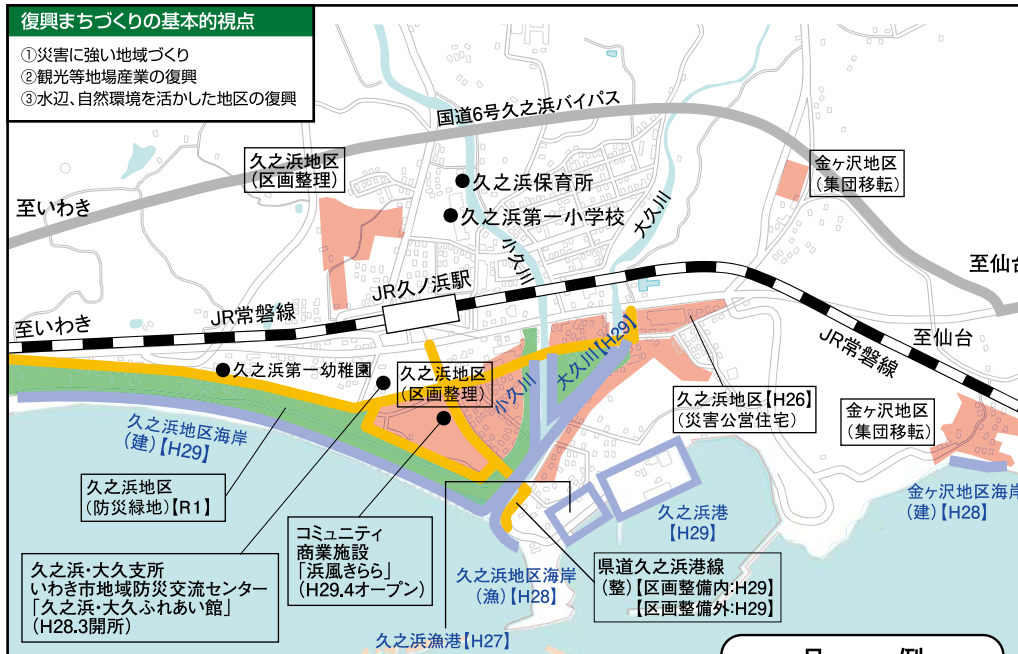 復興まちづくりの基本的視点
①災害に強い地域づくり
②観光等地場産業の復興
③水辺、自然環境を活かした地区の復興
国道6号久之浜バイパス
久之浜地区
(区画整理)
久之浜保育所
久之浜第一小学校
金ヶ沢地区
(集団移転)
至いわき
小久川
大久川
至仙台
JR久ノ浜駅
JR常磐線
至いわき
至仙台
JR常磐線
久之浜第一幼稚園
久之浜地区
(区画整理)
小久川
大久川【H29】
久之浜地区【H26】
(災害公営住宅)
金ヶ沢地区
(集団移転)
久之浜地区海岸
(建)【H29】
久之浜地区
(防災緑地)【R1】
久之浜港
【H29】
金ヶ沢地区海岸
(建)【H28】
コミュニティ
商業施設
「浜風きらら」
(H29.4オープン)
久之浜・大久支所
いわき市地域防災交流センター
「久之浜・大久ふれあい館」
(H28.3開所)
久之浜地区海岸
(漁)【H28】
県道久之浜港線
(整)【区画整備内:H29】
【区画整備外:H29】
久之浜漁港【H27】